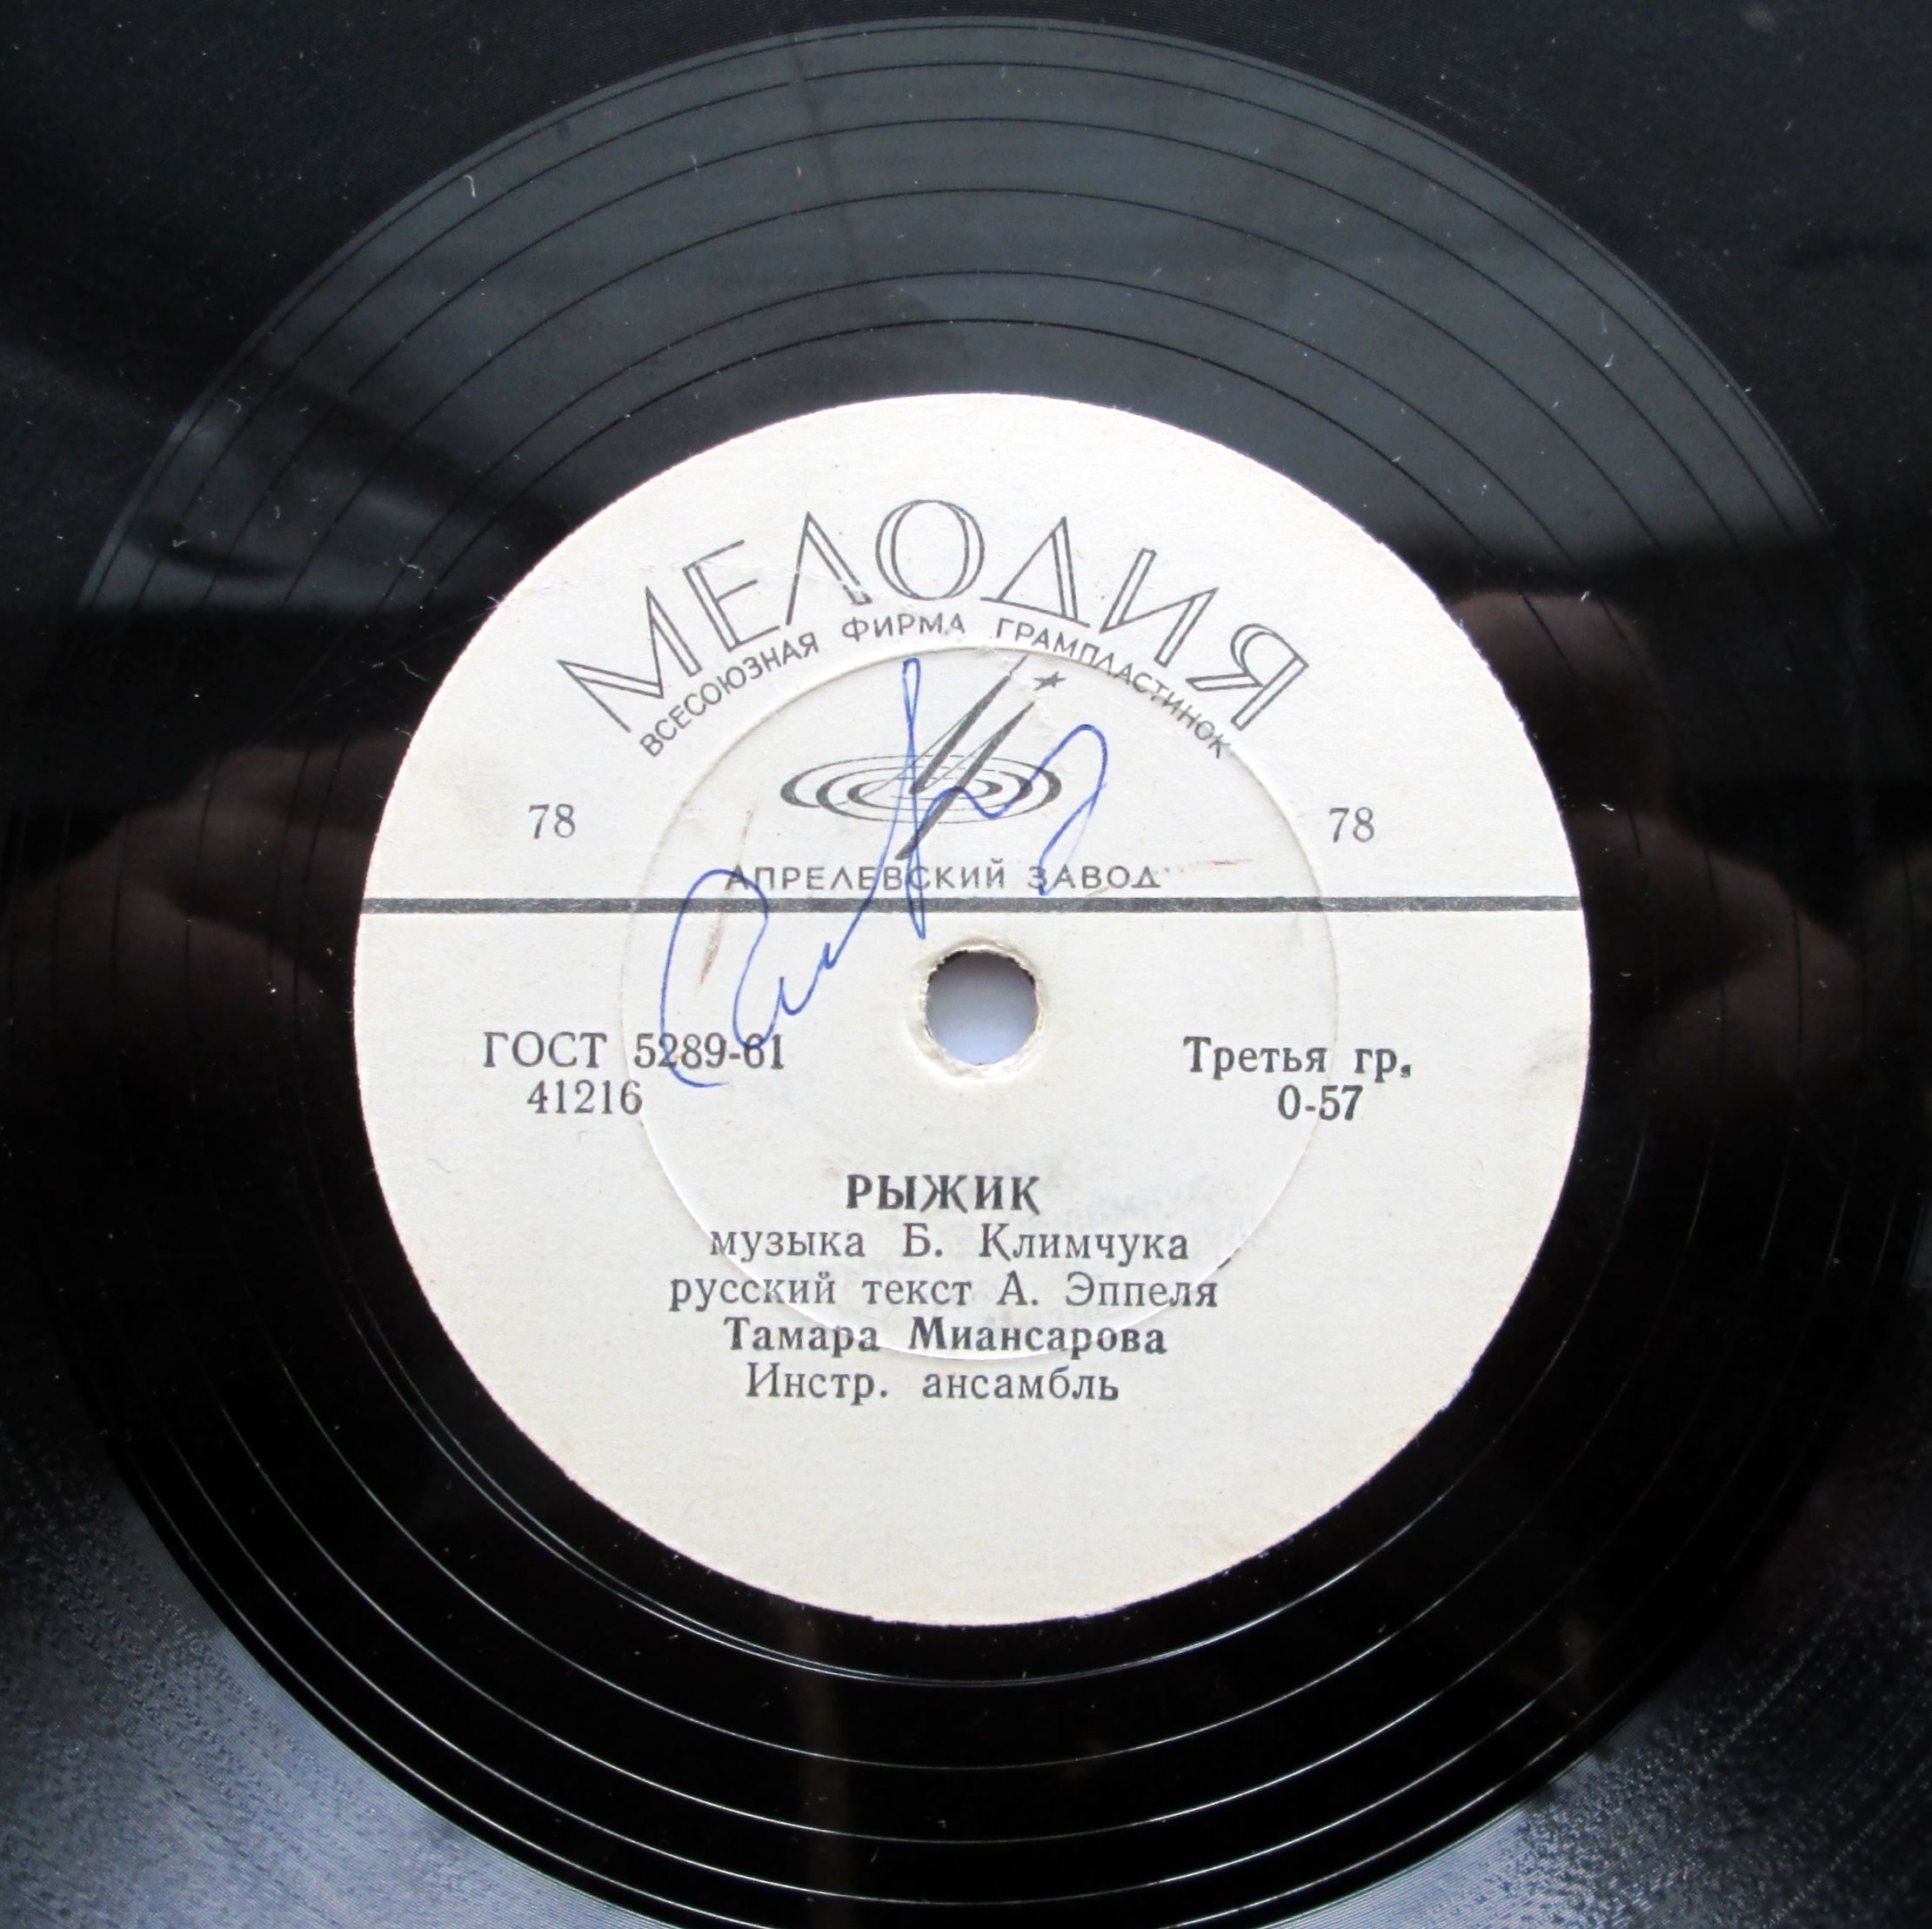 МЕЛОДИЯ
ВСЕСОЮЗНАЯ ФИРМА ГРАМПЛАСТИНОК
78 78
АПРЕЛЕВСКИЙ ЗАВОД
ГОСТ 5289-61 Третья гр.
41216 0-57
РЫЖИК
музыка Б. Климчука
русский текст А. Эппеля
Тамара Миансарова
Инстр. ансамбль